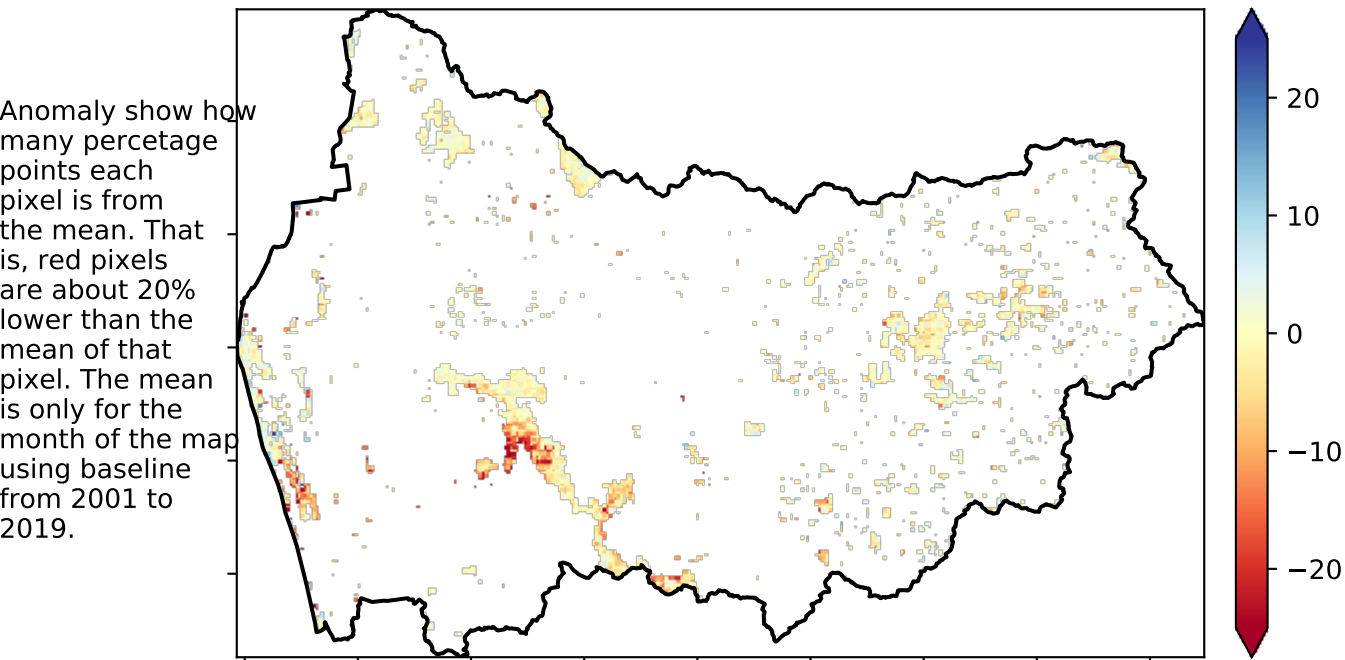 Anomaly show how
many percetage
points each
pixel is from
the mean. That
is, red pixels
are about 20%
lower than the
mean of that
pixel. The mean
is only for the
month of the map
using baseline
from 2001 to
2019.
20
10
0
−10
−20